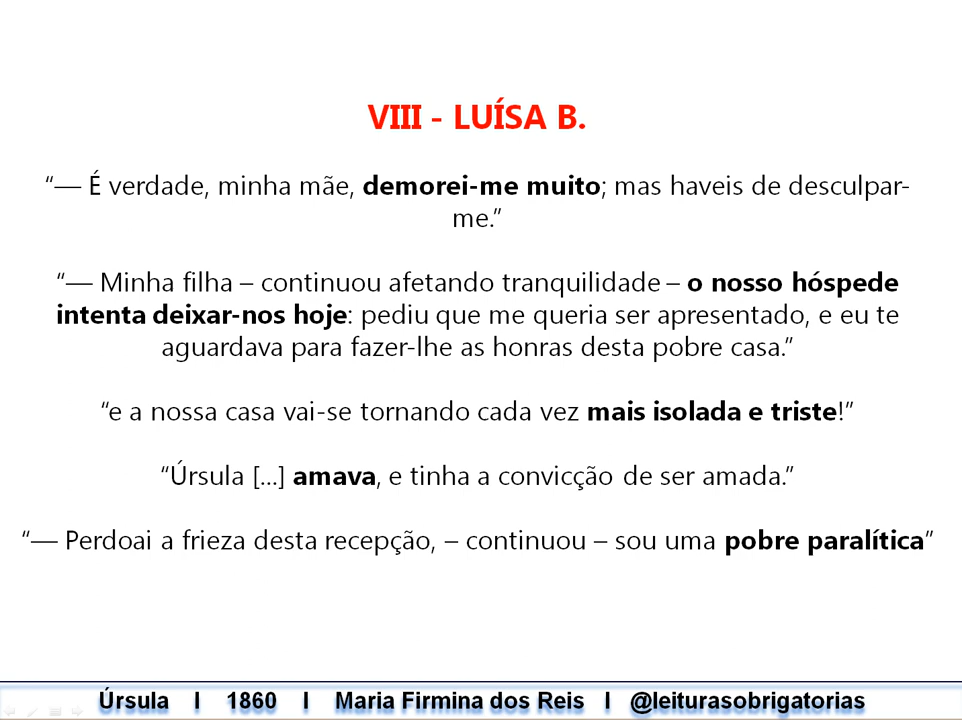 VIII - LUÍSA B.
“— É verdade, minha mãe, demorei-me muito; mas haveis de desculpar-
me.”
“— Minha filha – continuou afetando tranquilidade – o nosso hóspede
intenta deixar-nos hoje: pediu que me queria ser apresentado, e eu te
aguardava para fazer-lhe as honras desta pobre casa.”
“e a nossa casa vai-se tornando cada vez mais isolada e triste!”
“Úrsula [...] amava, e tinha a convicção de ser amada.”
“— Perdoai a frieza desta recepção, – continuou – sou uma pobre paralítica”
Úrsula I 1860 I Maria Firmina dos Reis I @leiturasobrigatorias